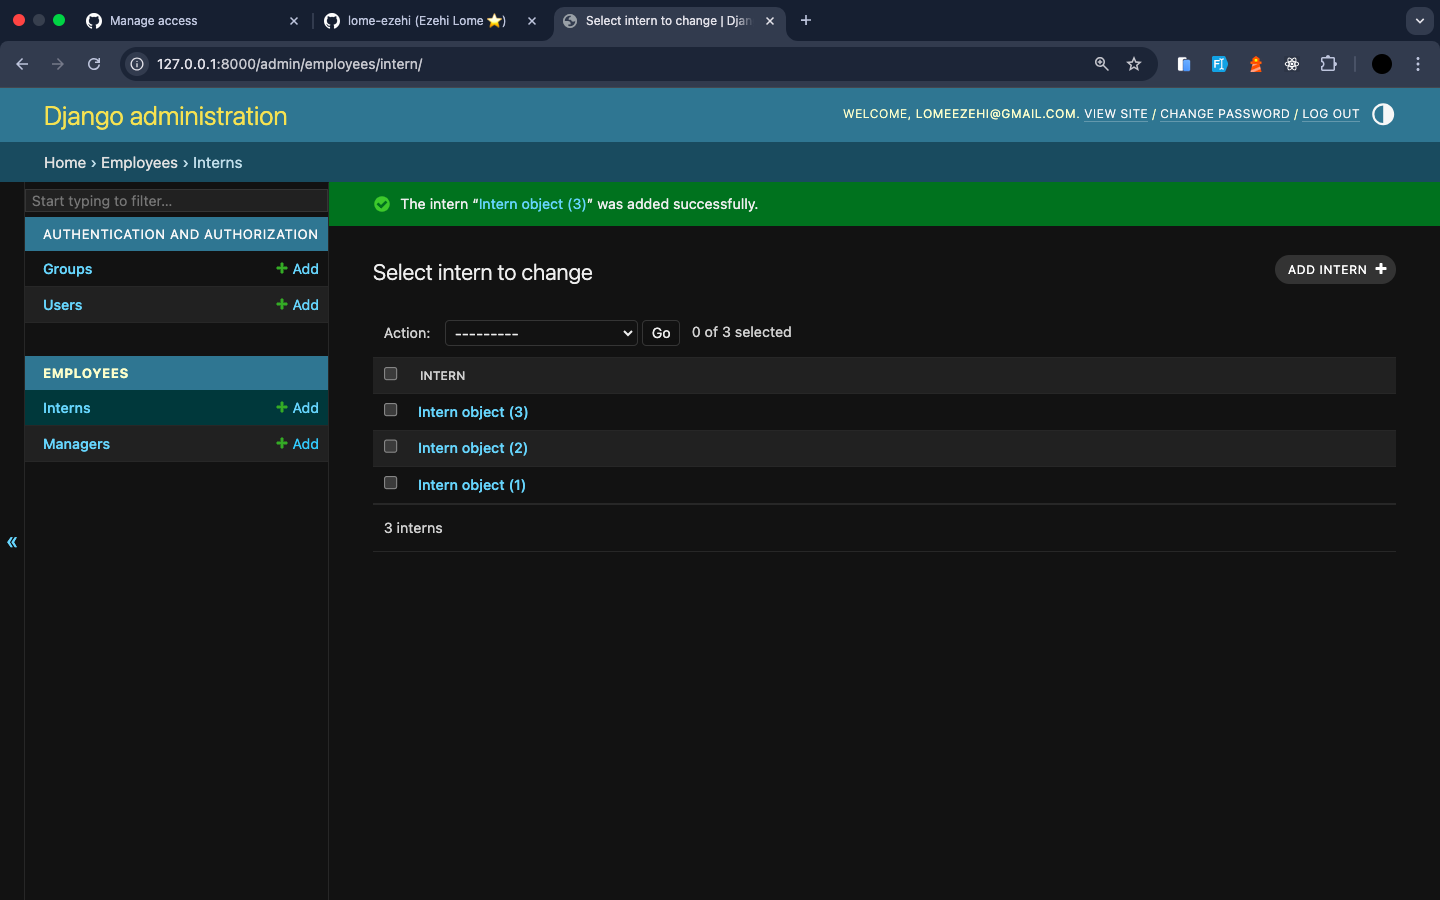 Manage access
lome-ezehi (Ezehi Lome ⭐)
Select intern to change | Djan
127.0.0.1:8000/admin/employees/intern/
Django administration
WELCOME, LOMEEZEHI@GMAIL.COM. VIEW SITE / CHANGE PASSWORD / LOG OUT
Home › Employees › Interns
Start typing to filter...
AUTHENTICATION AND AUTHORIZATION
Groups + Add
Users + Add
EMPLOYEES
Interns + Add
Managers + Add
«
The intern “Intern object (3)” was added successfully.
Select intern to change
ADD INTERN +
Action: --------- Go 0 of 3 selected
INTERN
Intern object (3)
Intern object (2)
Intern object (1)
3 interns